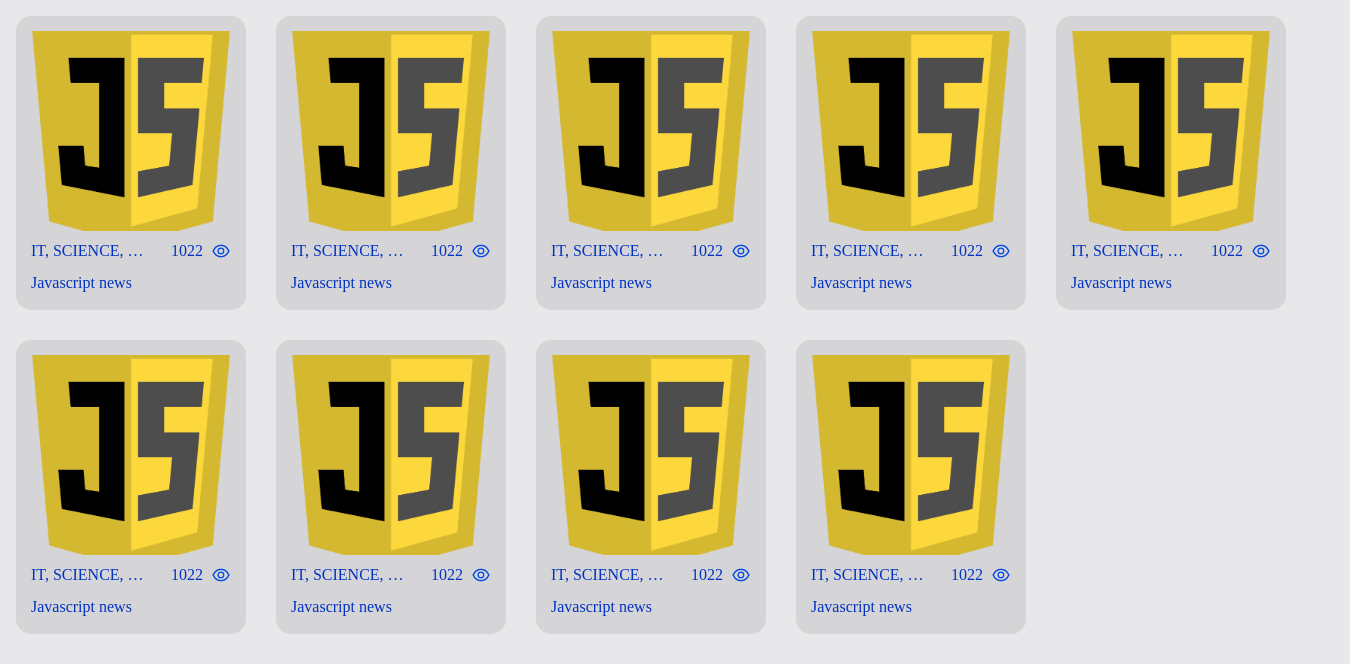 JS JS JS JS JS
IT, SCIENCE, … 1022 IT, SCIENCE, … 1022 IT, SCIENCE, … 1022 IT, SCIENCE, … 1022 IT, SCIENCE, … 1022
Javascript news Javascript news Javascript news Javascript news Javascript news
JS JS JS JS
IT, SCIENCE, … 1022 IT, SCIENCE, … 1022 IT, SCIENCE, … 1022 IT, SCIENCE, … 1022
Javascript news Javascript news Javascript news Javascript news